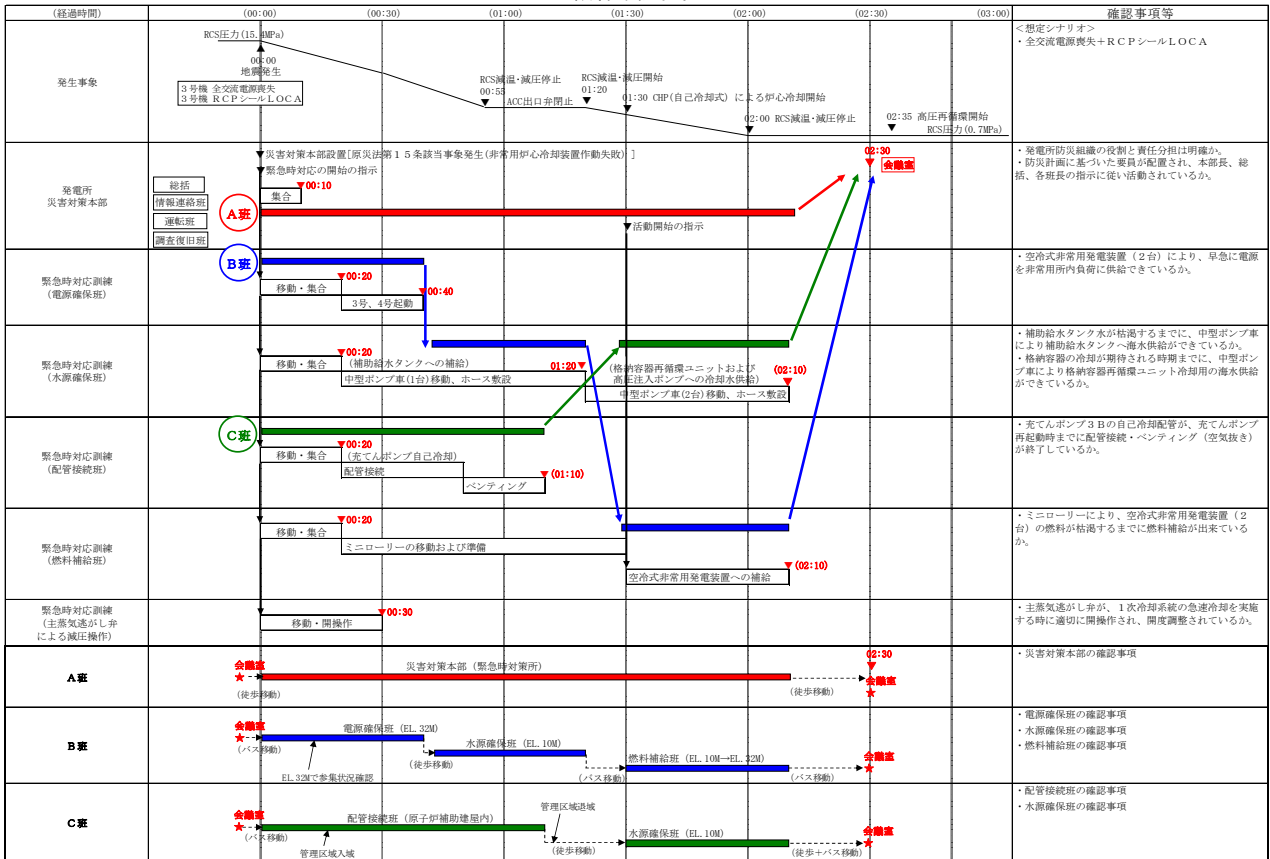 (経過時間)
(00:00)
(00:30)
(01:00)
(01:30)
(02:00)
(02:30)
(03:00)
確認事項等
発生事象
RCS圧力(15.4MPa)
00:00
地震発生
3号機 全交流電源喪失
3号機 RCPシールLOCA
RCS減温・減圧停止
00:55
ACC出口弁閉止
RCS減温・減圧開始
01:20
01:30 CHP(自己冷却式）による炉心冷却開始
02:00 RCS減温・減圧停止
02:35 高圧再循環開始
RCS圧力(0.7MPa)
＜想定シナリオ＞
・全交流電源喪失＋ＲＣＰシールＬＯＣＡ
発電所
災害対策本部
総括
情報連絡班
運転班
調査復旧班
▼災害対策本部設置[原災法第１５条該当事象発生(非常用炉心冷却装置作動失敗)]
▼緊急時対応の開始の指示
00:10
集合
A班
▼活動開始の指示
02:30
会議室
・発電所防災組織の役割と責任分担は明確か。
・防災計画に基づいた要員が配置され、本部長、総
括、各班長の指示に従い活動されているか。
緊急時対応訓練
(電源確保班)
B班
00:20
移動・集合
00:40
3号、4号起動
・空冷式非常用発電装置（２台）により、早急に電源
を非常用所内負荷に供給できているか。
緊急時対応訓練
(水源確保班)
00:20
移動・集合
(補助給水タンクへの補給)
01:20
中型ポンプ車(1台)移動、ホース敷設
(格納容器再循環ユニットおよび
高圧注入ポンプへの冷却水供給)
(02:10)
中型ポンプ車(2台)移動、ホース敷設
・補助給水タンク水が枯渇するまでに、中型ポンプ車
により補助給水タンクへ海水供給ができているか。
・格納容器の冷却が期待される時期までに、中型ポン
プ車により格納容器再循環ユニット冷却用の海水供給
ができているか。
緊急時対応訓練
(配管接続班)
C班
00:20
移動・集合
(充てんポンプ自己冷却)
配管接続
(01:10)
ベンティング
・充てんポンプ３Ｂの自己冷却配管が、充てんポンプ
再起動時までに配管接続・ベンティング（空気抜き）
が終了しているか。
緊急時対応訓練
(燃料補給班)
00:20
移動・集合
ミニローリーの移動および準備
(02:10)
空冷式非常用発電装置への補給
・ミニローリーにより、空冷式非常用発電装置（２
台）の燃料が枯渇するまでに燃料補給が出来ている
か。
緊急時対応訓練
(主蒸気逃がし弁
による減圧操作)
00:30
移動・開操作
・主蒸気逃がし弁が、１次冷却系統の急速冷却を実施
する時に適切に開操作され、開度調整されているか。
A班
会議室
(徒歩移動)
災害対策本部（緊急時対策所）
(徒歩移動)
02:30
会議室
・災害対策本部の確認事項
B班
会議室
(バス移動)
電源確保班（EL.32M）
EL.32Mで参集状況確認
(徒歩移動)
水源確保班（EL.10M）
(バス移動)
燃料補給班（EL.10M→EL.32M）
(バス移動)
会議室
・電源確保班の確認事項
・水源確保班の確認事項
・燃料補給班の確認事項
C班
会議室
(バス移動)
配管接続班（原子炉補助建屋内）
管理区域入域
管理区域退域
(徒歩移動)
水源確保班（EL.10M）
(徒歩＋バス移動)
会議室
・配管接続班の確認事項
・水源確保班の確認事項